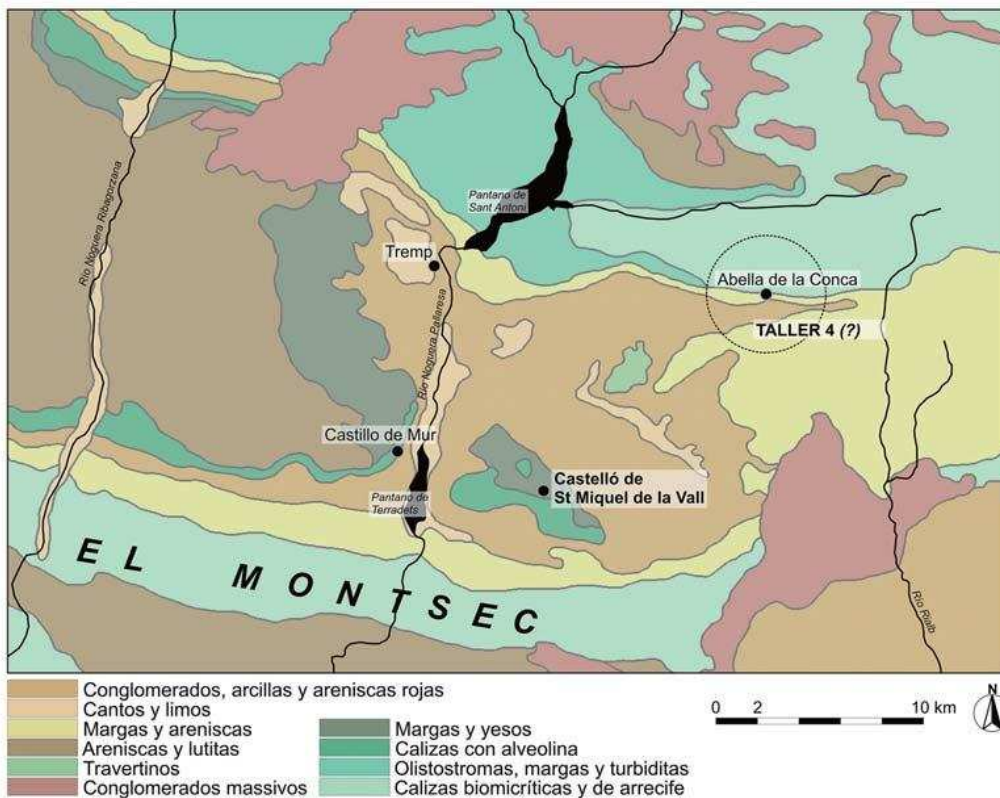 Pantano de
Sant Antoni
Río Noguera Ribagorzana
Tremp
Abella de la Conca
TALLER 4 (?)
Río Noguera Pallaresa
Castillo de Mur
Castelló de
St Miquel de la Vall
Pantano de
Terradets
EL MONTSEC
Río Rialb
Conglomerados, arcillas y areniscas rojas
Cantos y limos
Margas y areniscas
Areniscas y lutitas
Travertinos
Conglomerados massivos
Margas y yesos
Calizas con alveolina
Olistostromas, margas y turbiditas
Calizas biomicríticas y de arrecife
0 2 10 km
N